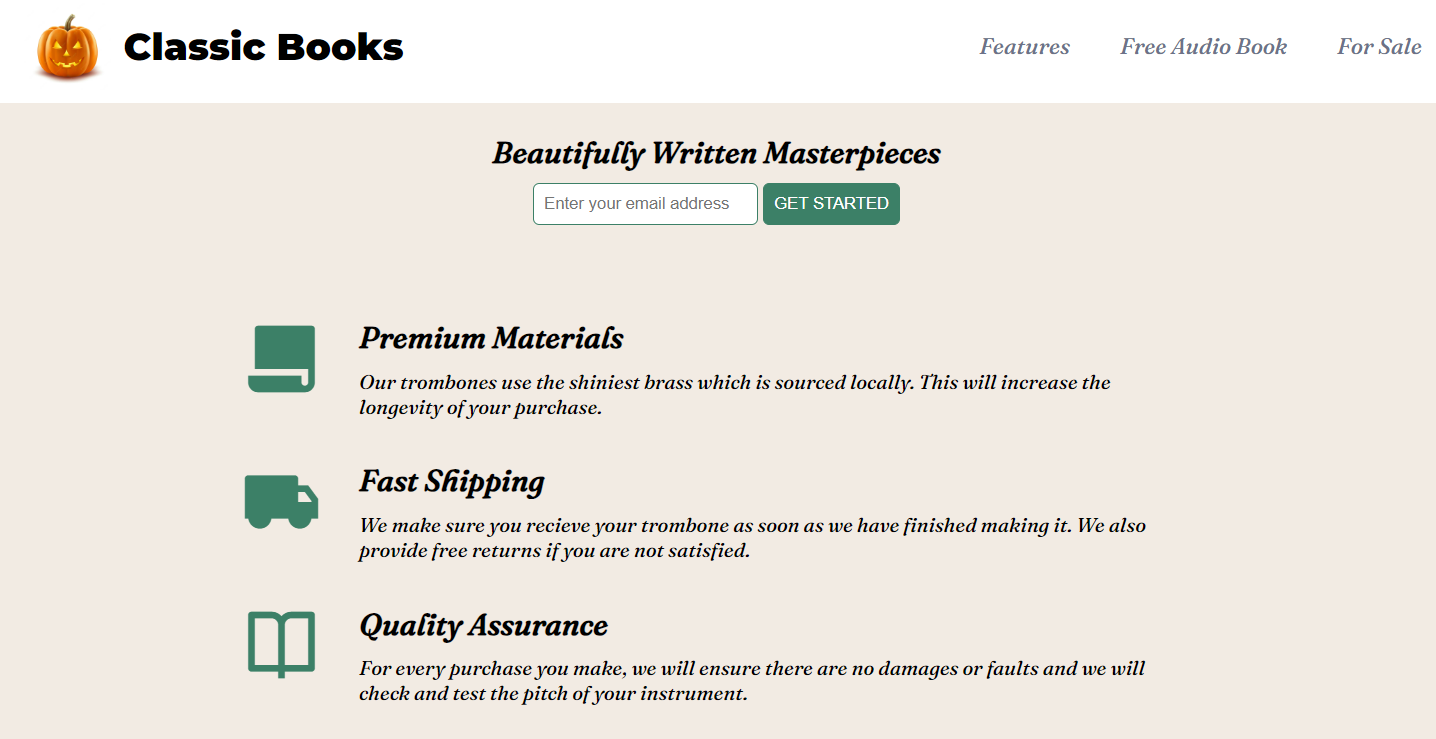 Classic Books
Features
Free Audio Book
For Sale
Beautifully Written Masterpieces
Enter your email address
GET STARTED
Premium Materials
Our trombones use the shiniest brass which is sourced locally. This will increase the
longevity of your purchase.
Fast Shipping
We make sure you recieve your trombone as soon as we have finished making it. We also
provide free returns if you are not satisfied.
Quality Assurance
For every purchase you make, we will ensure there are no damages or faults and we will
check and test the pitch of your instrument.